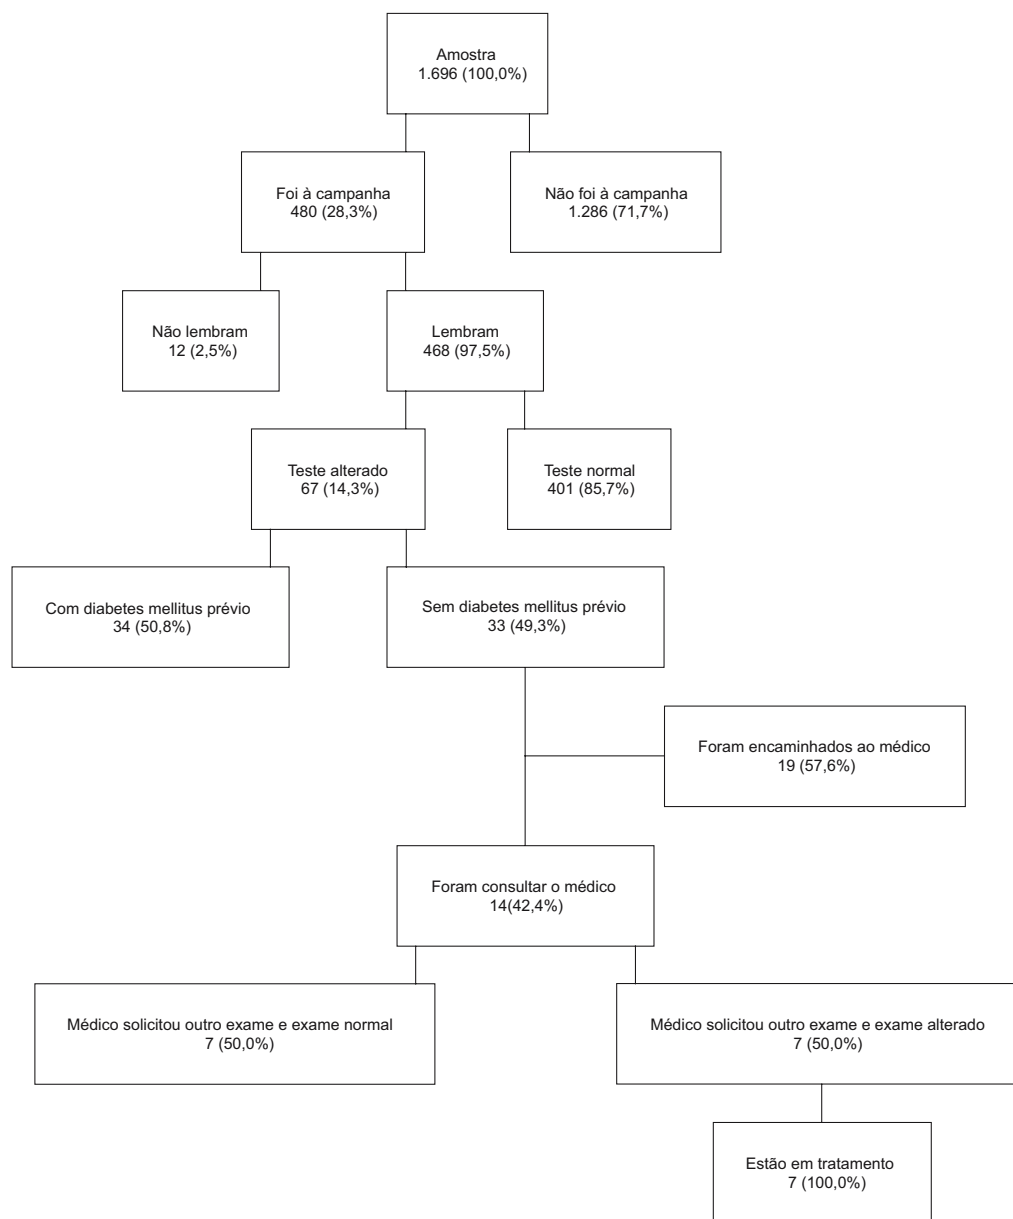 Amostra
1.696 (100,0%)
Foi à campanha
480 (28,3%)
Não foi à campanha
1.286 (71,7%)
Não lembram
12 (2,5%)
Lembram
468 (97,5%)
Teste alterado
67 (14,3%)
Teste normal
401 (85,7%)
Com diabetes mellitus prévio
34 (50,8%)
Sem diabetes mellitus prévio
33 (49,3%)
Foram encaminhados ao médico
19 (57,6%)
Foram consultar o médico
14(42,4%)
Médico solicitou outro exame e exame normal
7 (50,0%)
Médico solicitou outro exame e exame alterado
7 (50,0%)
Estão em tratamento
7 (100,0%)